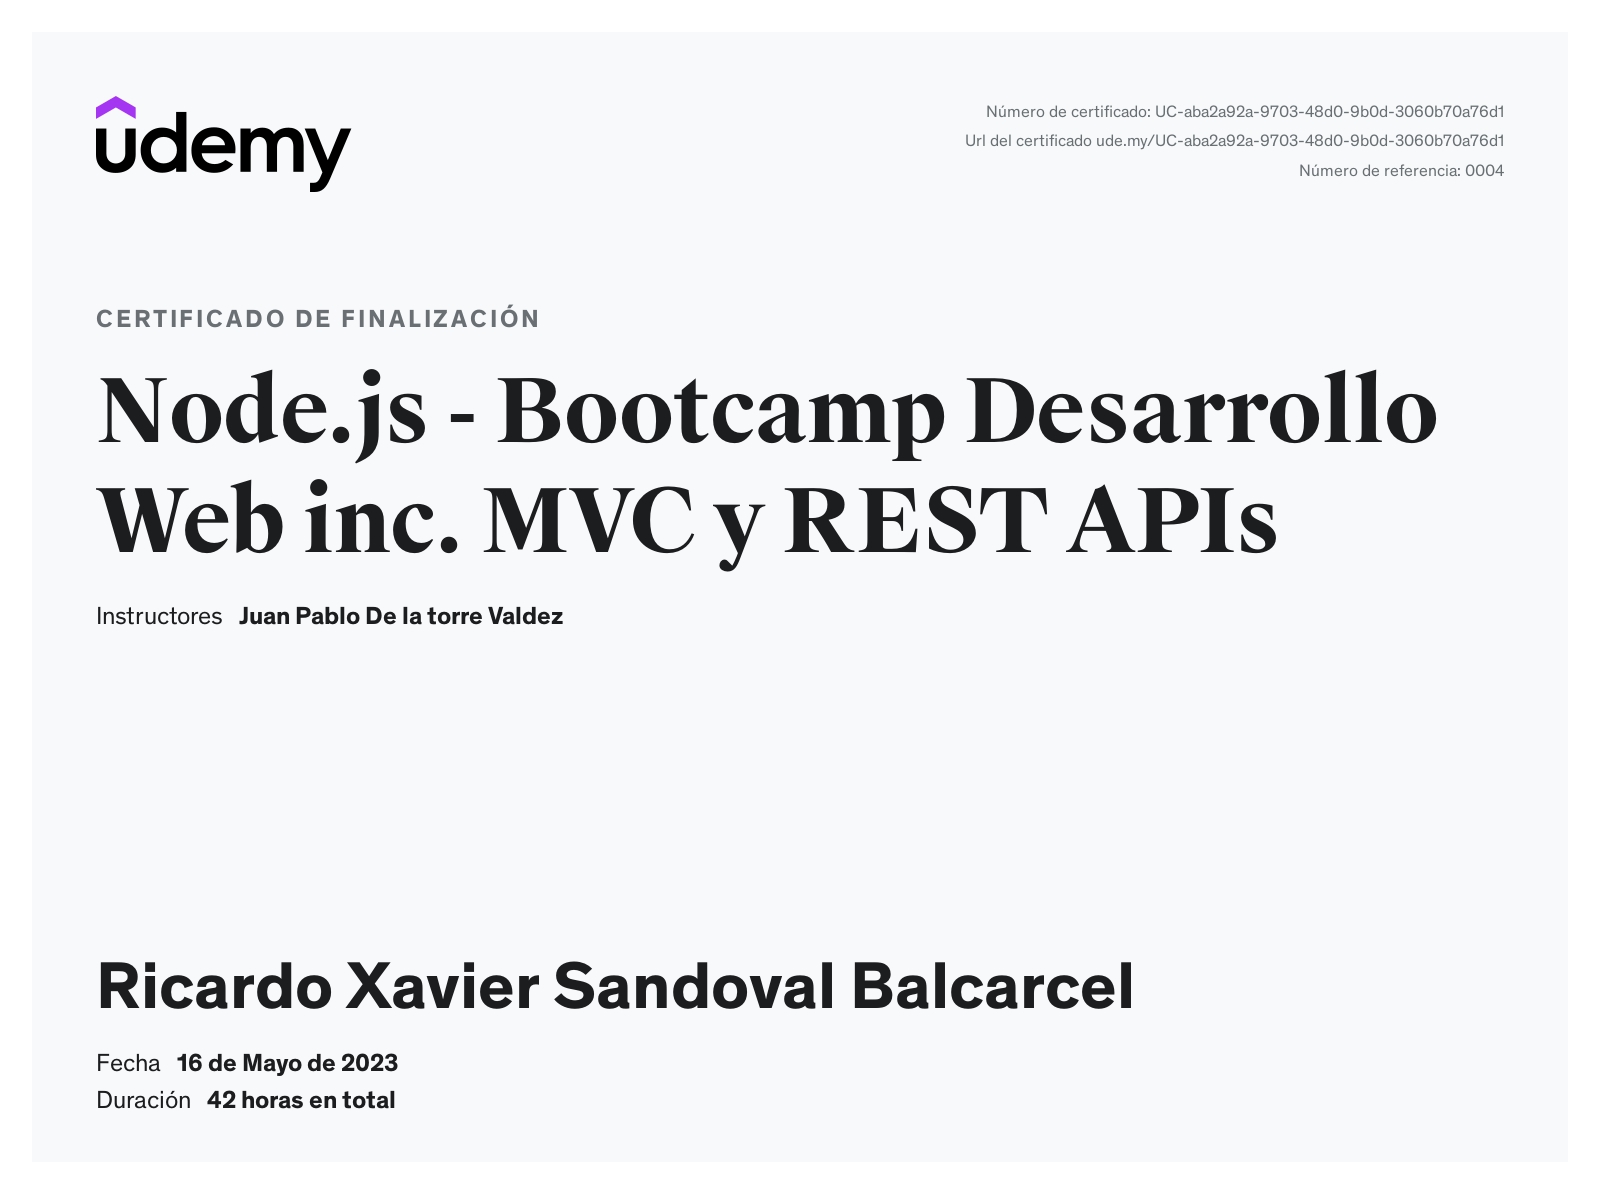 udemy
Número de certificado: UC-aba2a92a-9703-48d0-9b0d-3060b70a76d1
Url del certificado ude.my/UC-aba2a92a-9703-48d0-9b0d-3060b70a76d1
Número de referencia: 0004
CERTIFICADO DE FINALIZACIÓN
Node.js - Bootcamp Desarrollo
Web inc. MVC y REST APIs
Instructores Juan Pablo De la torre Valdez
Ricardo Xavier Sandoval Balcarcel
Fecha 16 de Mayo de 2023
Duración 42 horas en total